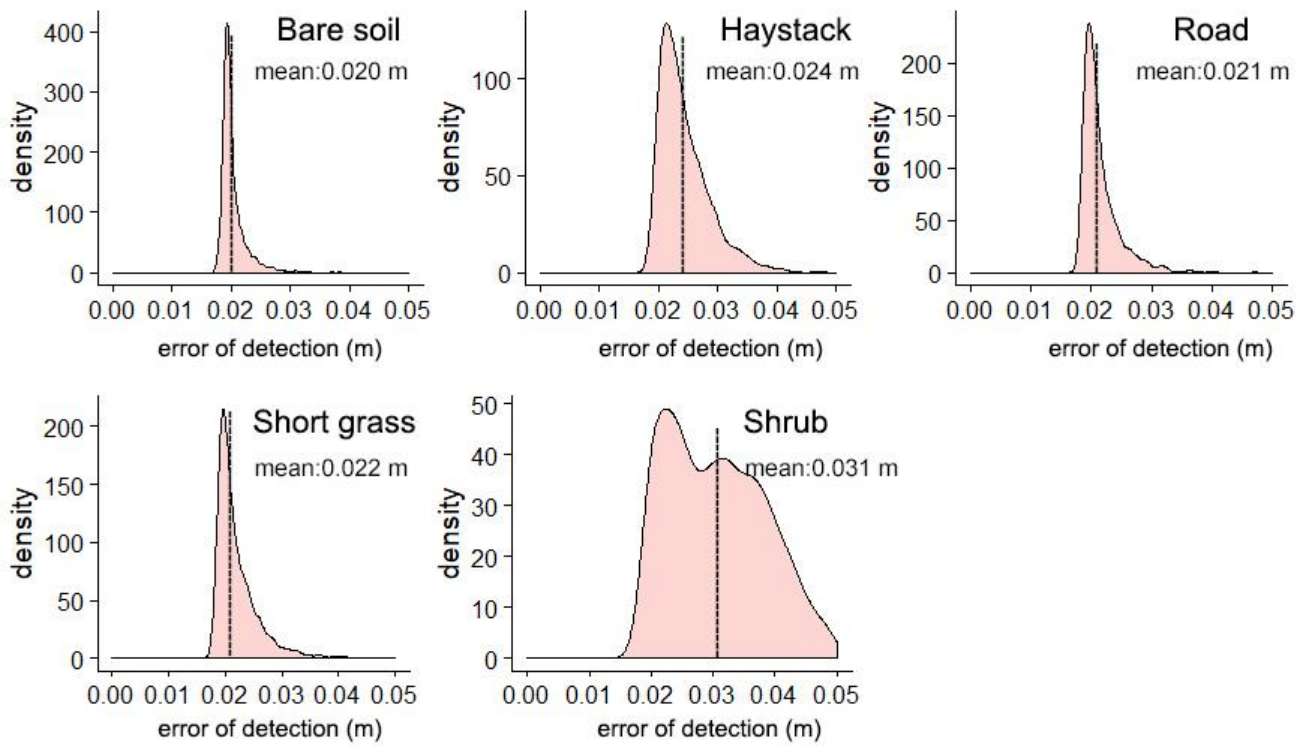 Bare soil
mean:0.020 m
density
400
300
200
100
0
0.00 0.01 0.02 0.03 0.04 0.05
error of detection (m)
Haystack
mean:0.024 m
density
100
50
0
0.00 0.01 0.02 0.03 0.04 0.05
error of detection (m)
Road
mean:0.021 m
density
200
150
100
50
0
0.00 0.01 0.02 0.03 0.04 0.05
error of detection (m)
Short grass
mean:0.022 m
density
200
150
100
50
0
0.00 0.01 0.02 0.03 0.04 0.05
error of detection (m)
Shrub
mean:0.031 m
density
50
40
30
20
10
0
0.00 0.01 0.02 0.03 0.04 0.05
error of detection (m)